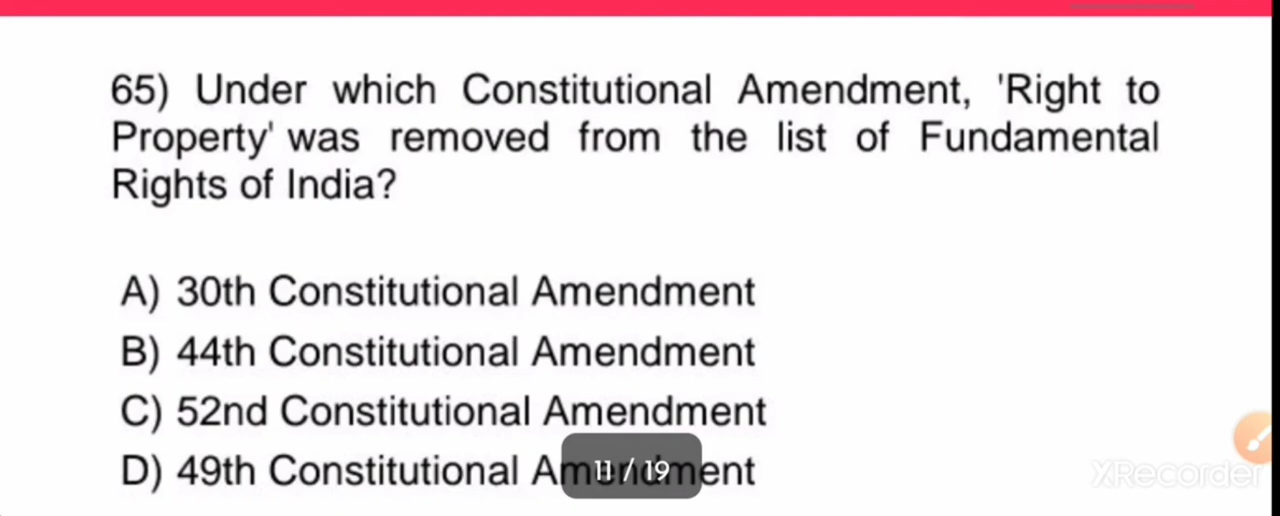 65) Under which Constitutional Amendment, 'Right to
Property' was removed from the list of Fundamental
Rights of India?
A) 30th Constitutional Amendment
B) 44th Constitutional Amendment
C) 52nd Constitutional Amendment
D) 49th Constitutional Amendment
11 / 19
XRecorder